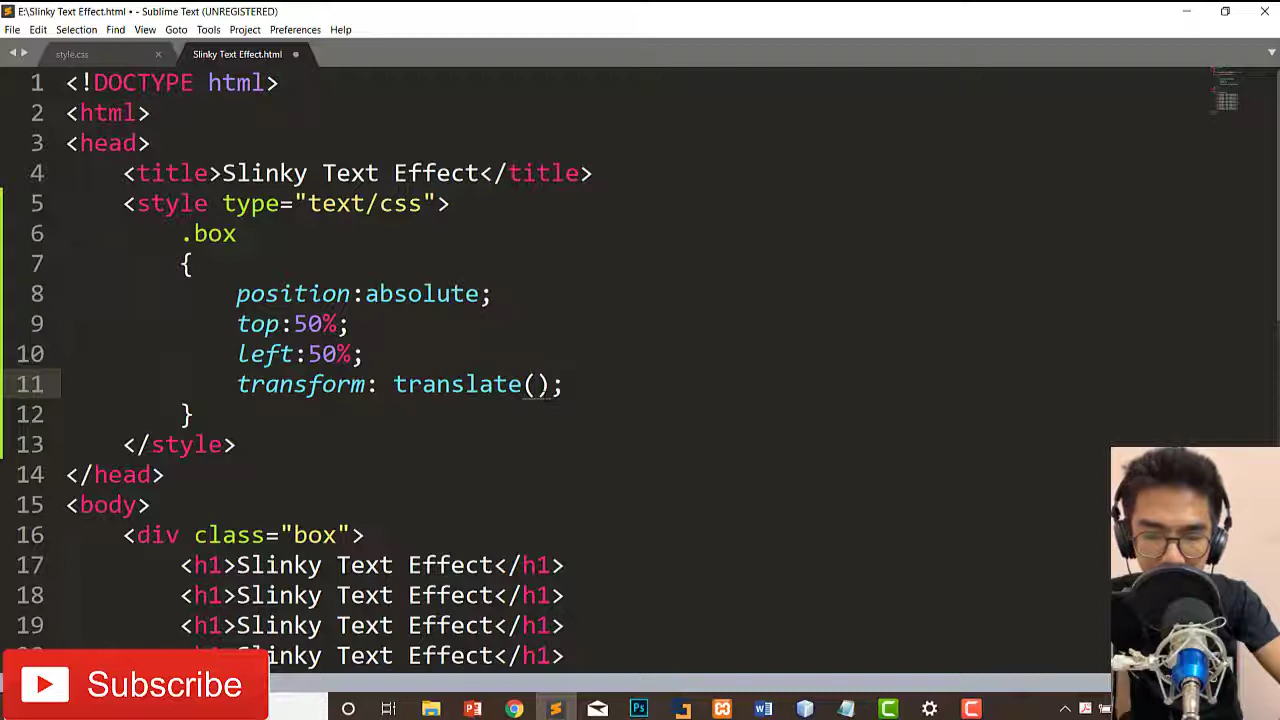 E:\Slinky Text Effect.html • - Sublime Text (UNREGISTERED)
File Edit Selection Find View Goto Tools Project Preferences Help
style.css Slinky Text Effect.html
1 <!DOCTYPE html>
2 <html>
3 <head>
4 <title>Slinky Text Effect</title>
5 <style type="text/css">
6 .box
7 {
8 position:absolute;
9 top:50%;
10 left:50%;
11 transform: translate();
12 }
13 </style>
14 </head>
15 <body>
16 <div class="box">
17 <h1>Slinky Text Effect</h1>
18 <h1>Slinky Text Effect</h1>
19 <h1>Slinky Text Effect</h1>
inky Text Effect</h1>
Subscribe